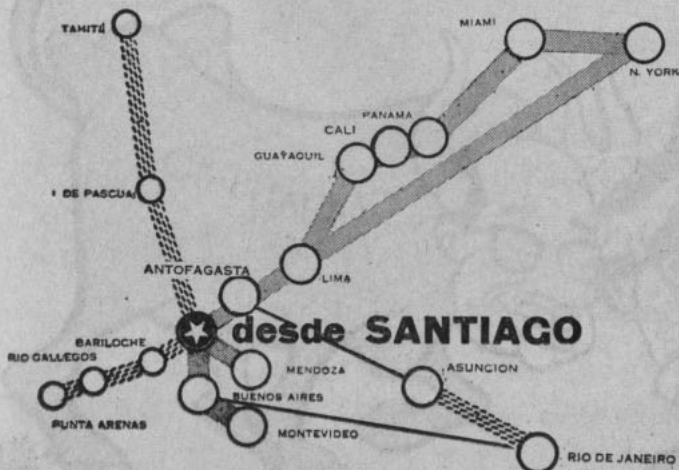 TAHITÍ
MIAMI
N. YORK
PANAMA
CALI
GUAYAQUIL
I DE PASCUA
ANTOFAGASTA
LIMA
desde SANTIAGO
BARILOCHE
RIO GALLEGOS
MENDOZA
ASUNCION
BUENOS AIRES
PUNTA ARENAS
MONTEVIDEO
RIO DE JANEIRO